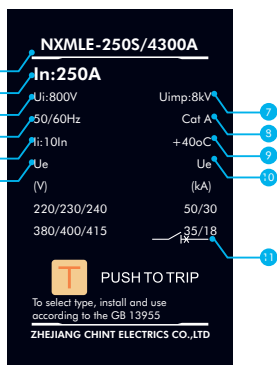 NXMLE-250S/4300A
In:250A
Ui:800V Uimp:8kV
50/60Hz Cat A
Ii:10In +40oC
Ue Ue
(V) (kA)
220/230/240 50/30
380/400/415 35/18
T PUSH TO TRIP
To select type, install and use
according to the GB 13955
ZHEJIANG CHINT ELECTRICS CO.,LTD
7
8
9
10
11